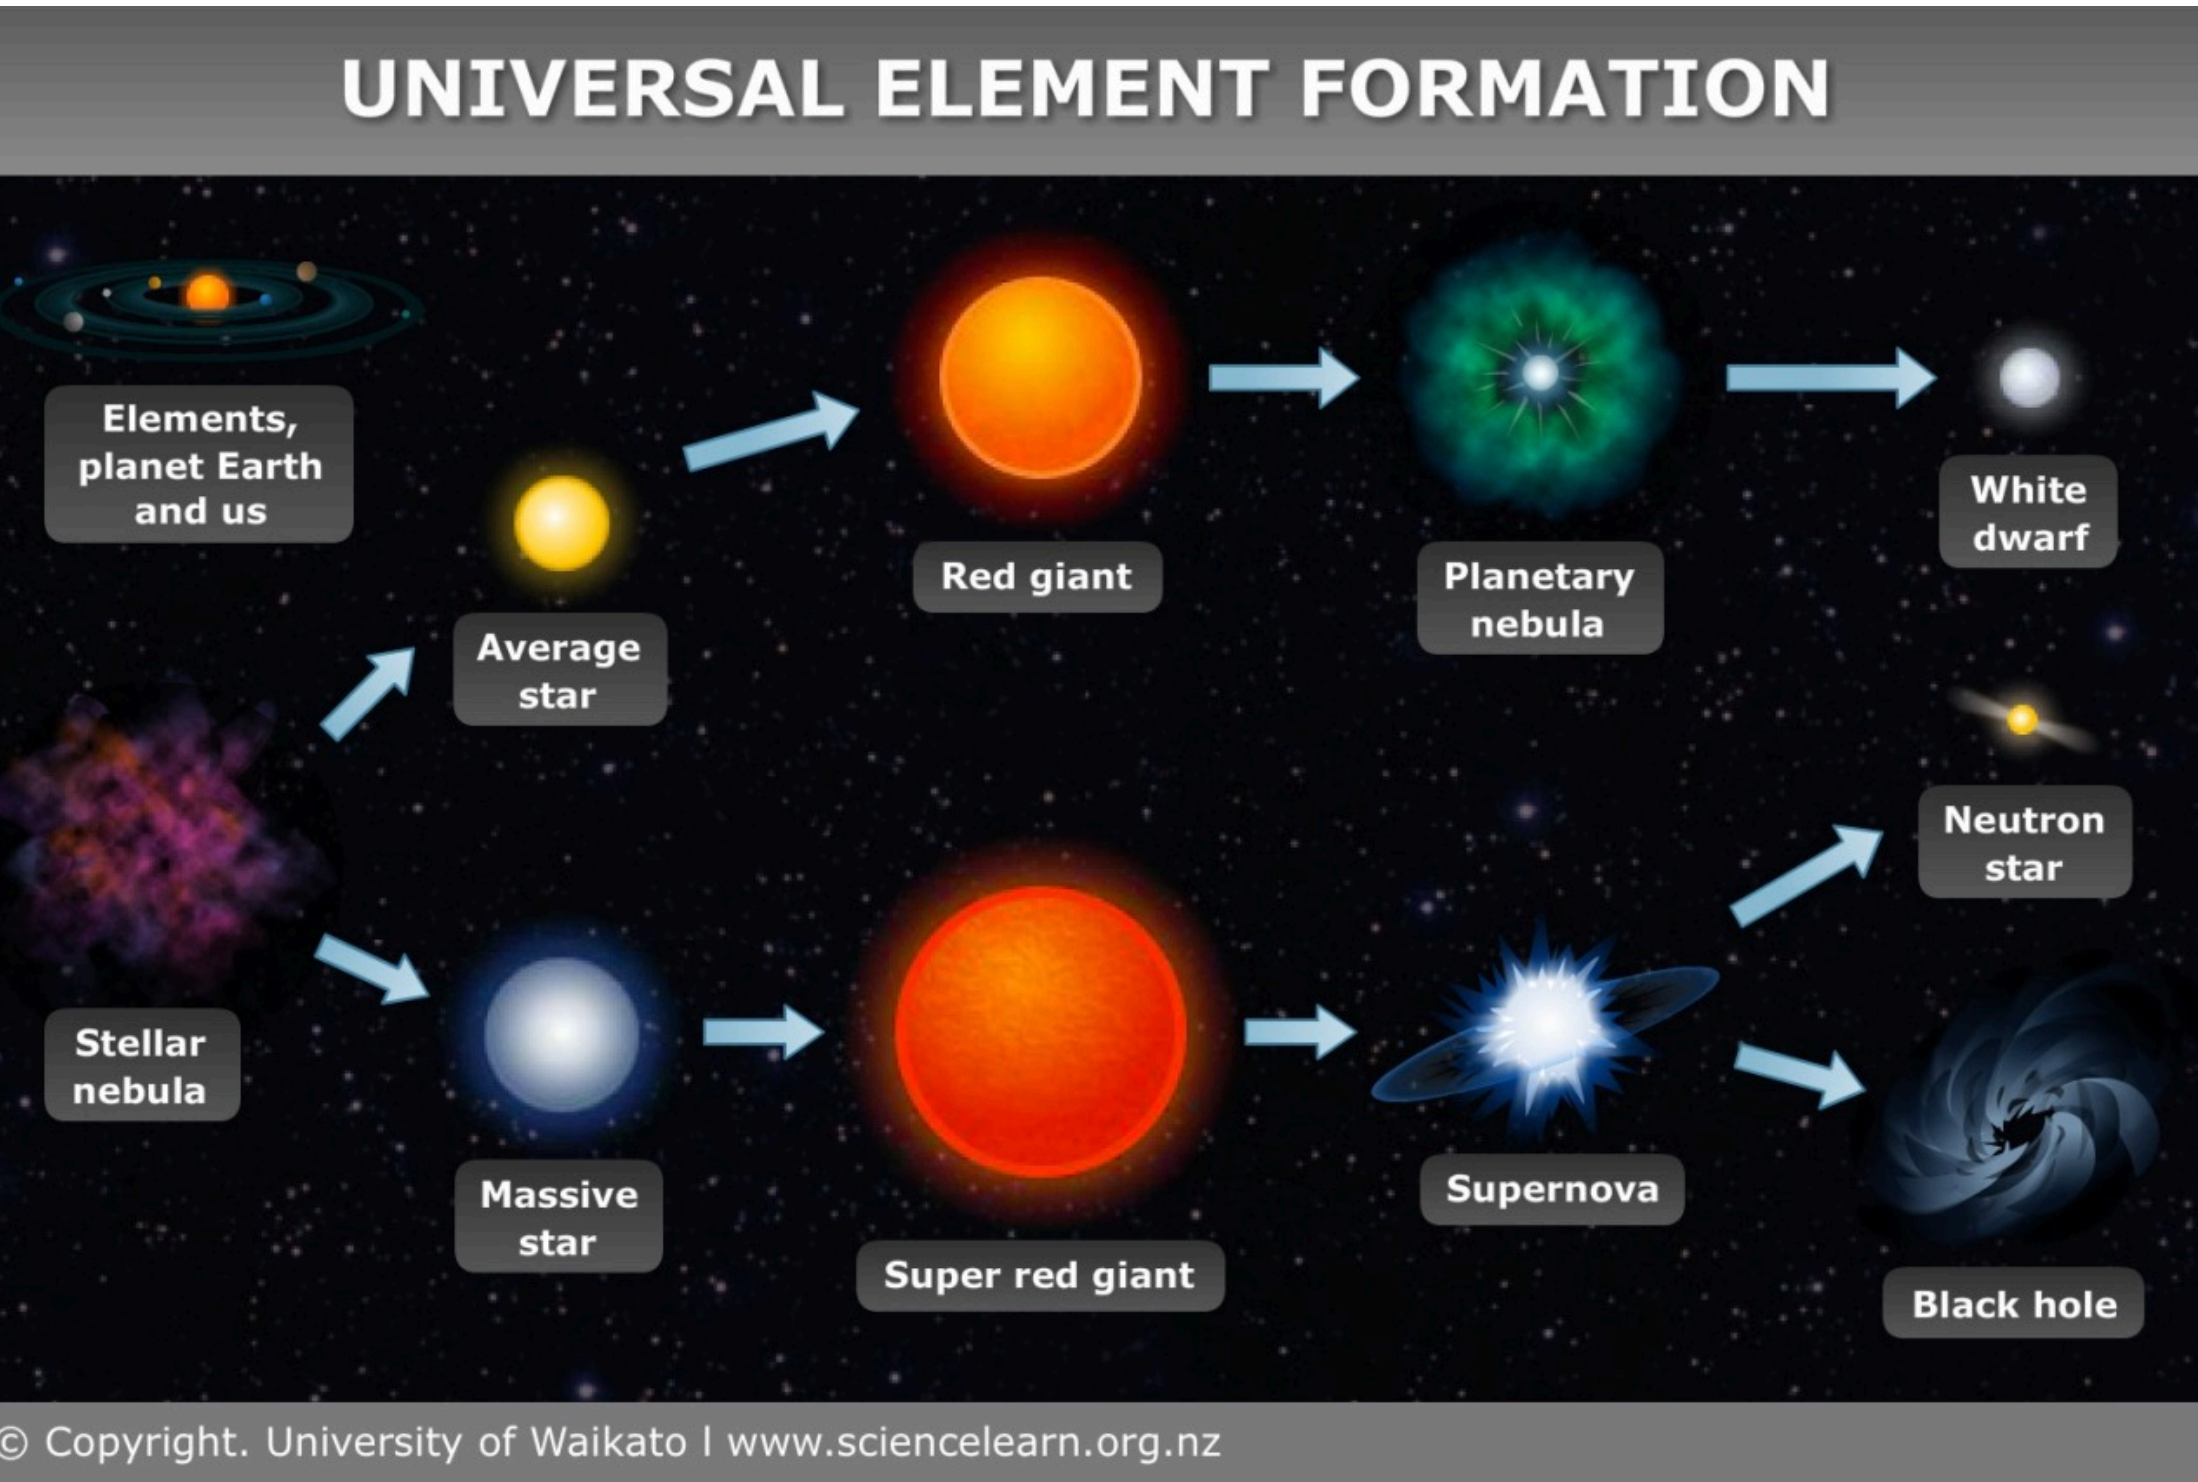 UNIVERSAL ELEMENT FORMATION
Elements,
planet Earth
and us
Average
star
Red giant
Planetary
nebula
White
dwarf
Stellar
nebula
Massive
star
Super red giant
Supernova
Neutron
star
Black hole
© Copyright. University of Waikato l www.sciencelearn.org.nz